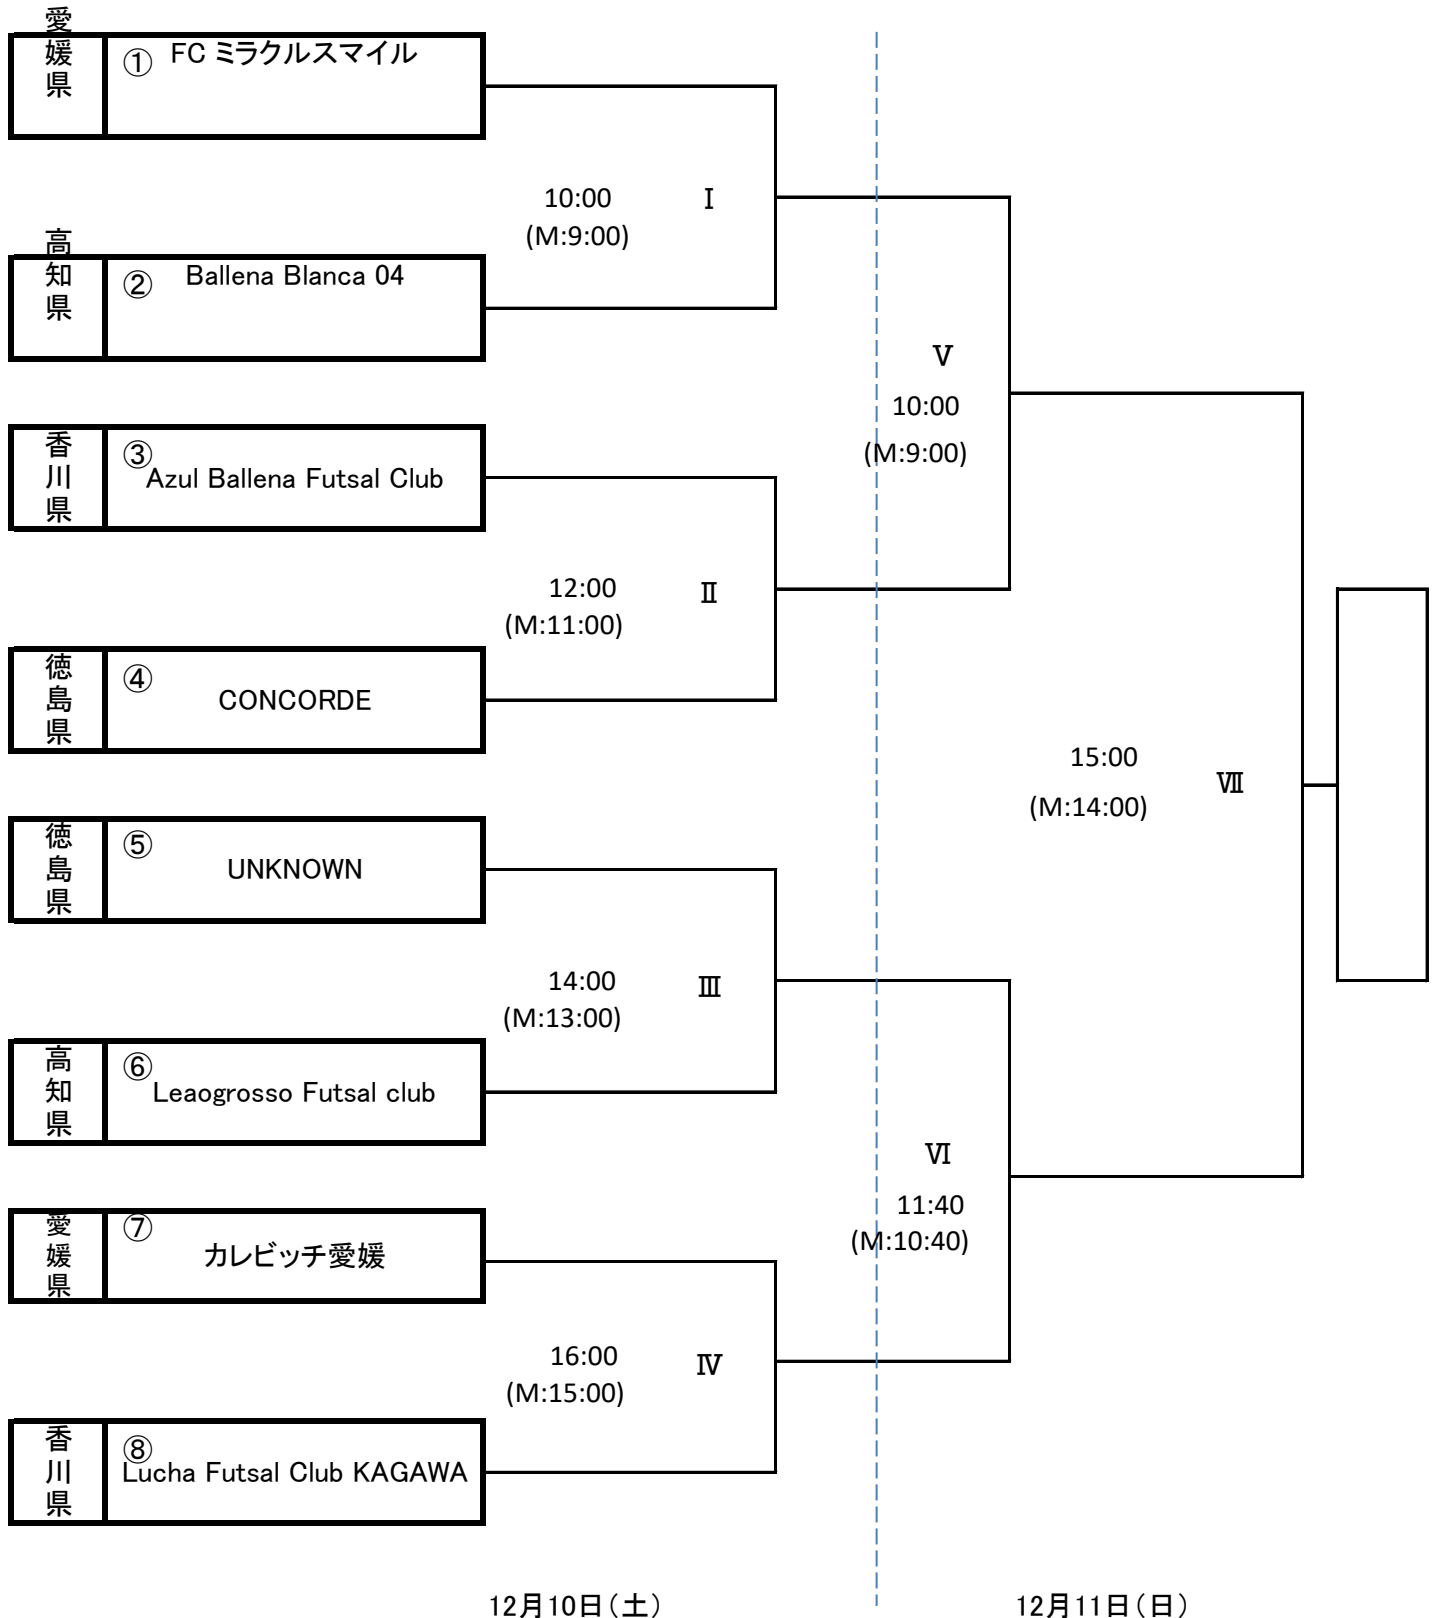 愛媛県
① FC ミラクルスマイル
10:00 Ⅰ
(M:9:00)
高知県
② Ballena Blanca 04
Ⅴ
10:00
(M:9:00)
香川県
③
Azul Ballena Futsal Club
12:00 Ⅱ
(M:11:00)
徳島県
④
CONCORDE
15:00
Ⅶ
(M:14:00)
徳島県
⑤
UNKNOWN
14:00 Ⅲ
(M:13:00)
高知県
⑥
Leaogrosso Futsal club
Ⅵ
11:40
(M:10:40)
愛媛県
⑦
カレビッチ愛媛
16:00 Ⅳ
(M:15:00)
香川県
⑧
Lucha Futsal Club KAGAWA
12月10日(土) 12月11日(日)